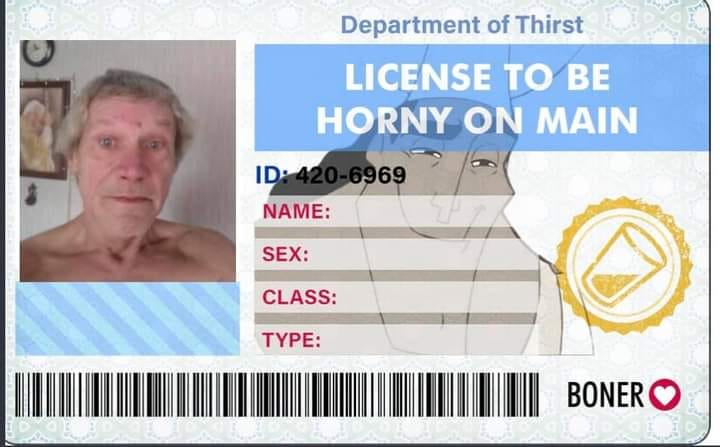 Department of Thirst
LICENSE TO BE
HORNY ON MAIN
ID: 420-6969
NAME:
SEX:
CLASS:
TYPE:
BONER